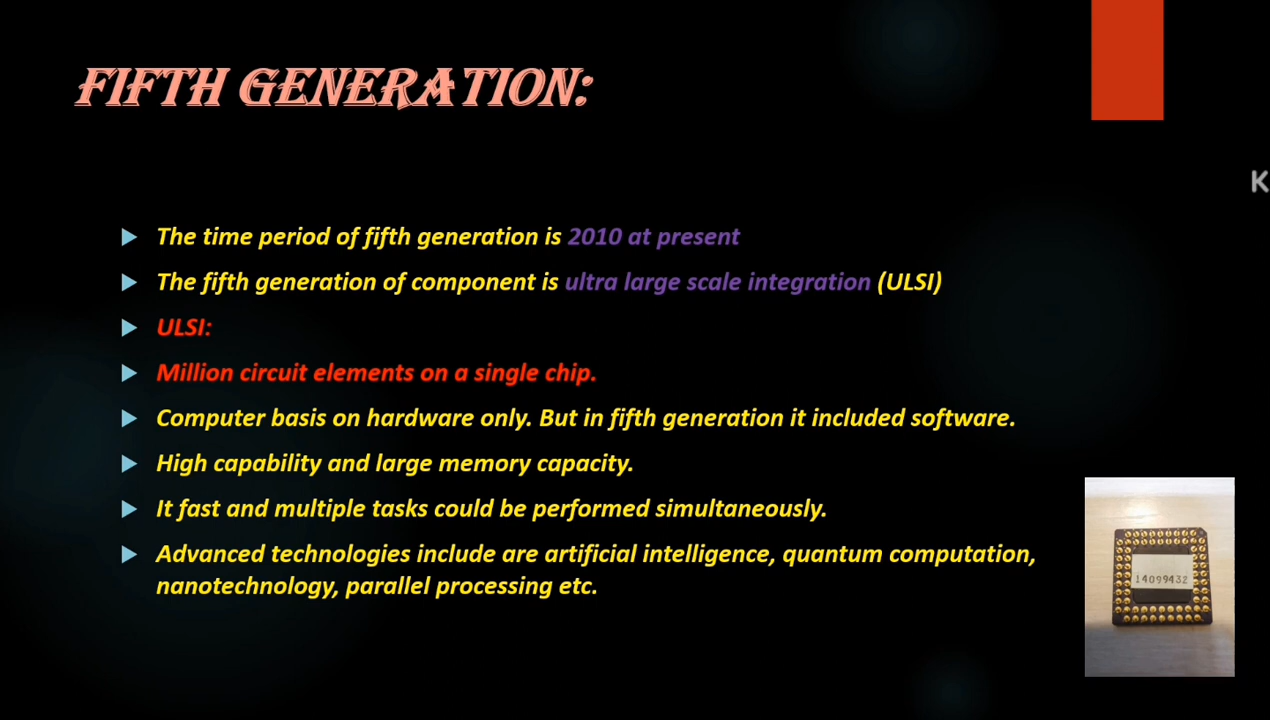 FIFTH GENERATION:
K
The time period of fifth generation is 2010 at present
The fifth generation of component is ultra large scale integration (ULSI)
ULSI:
Million circuit elements on a single chip.
Computer basis on hardware only. But in fifth generation it included software.
High capability and large memory capacity.
It fast and multiple tasks could be performed simultaneously.
Advanced technologies include are artificial intelligence, quantum computation,
nanotechnology, parallel processing etc.
14099432